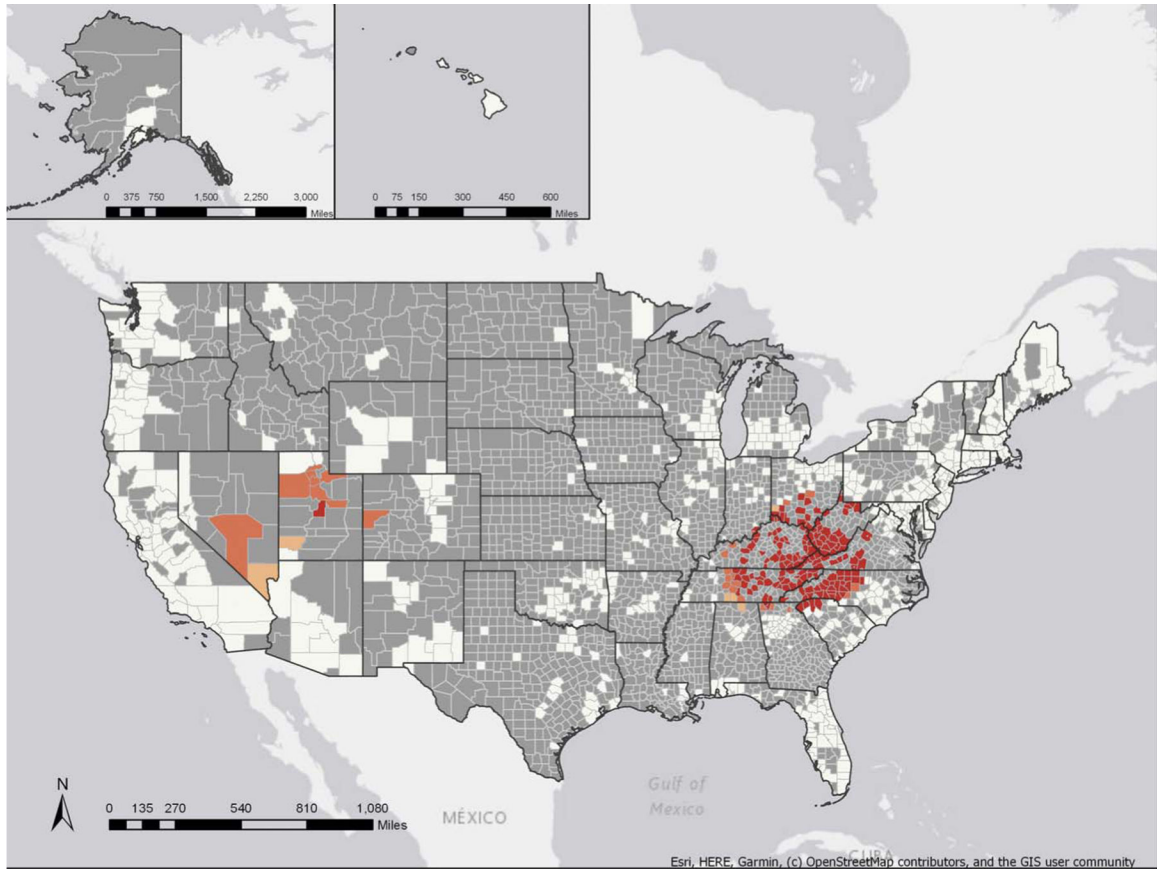 0 375 750 1,500 2,250 3,000
Miles
0 75 150 300 450 600
Miles
N
0 135 270 540 810 1,080
Miles
MÉXICO
Gulf of
Mexico
CUBA
Esri, HERE, Garmin, (c) OpenStreetMap contributors, and the GIS user community